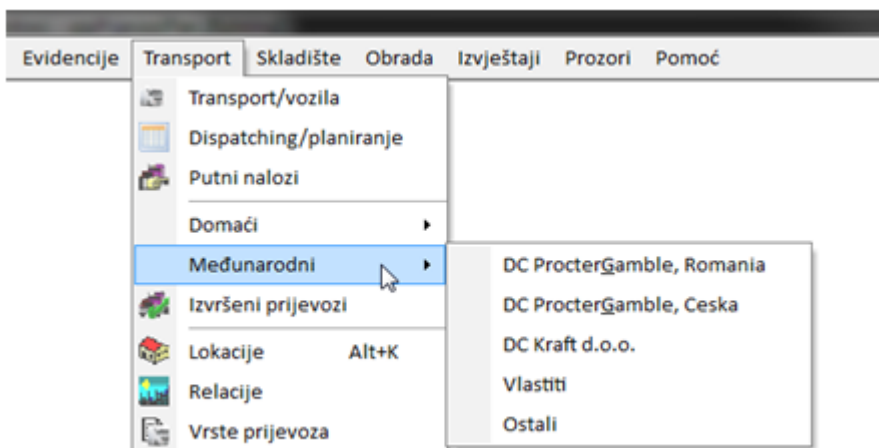 Evidencije Transport Skladište Obrada Izvještaji Prozori Pomoć
Transport/vozila
Dispatching/planiranje
Putni nalozi
Domaći
Međunarodni
Izvršeni prijevozi
Lokacije Alt+K
Relacije
Vrste prijevoza
DC ProcterGamble, Romania
DC ProcterGamble, Ceska
DC Kraft d.o.o.
Vlastiti
Ostali